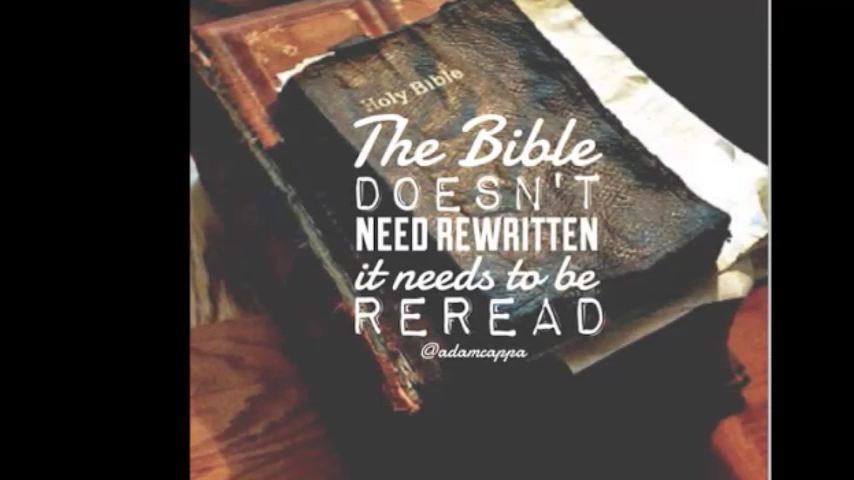 Holy Bible
The Bible
DOESN'T
NEED REWRITTEN
it needs to be
REREAD
@adamcappa